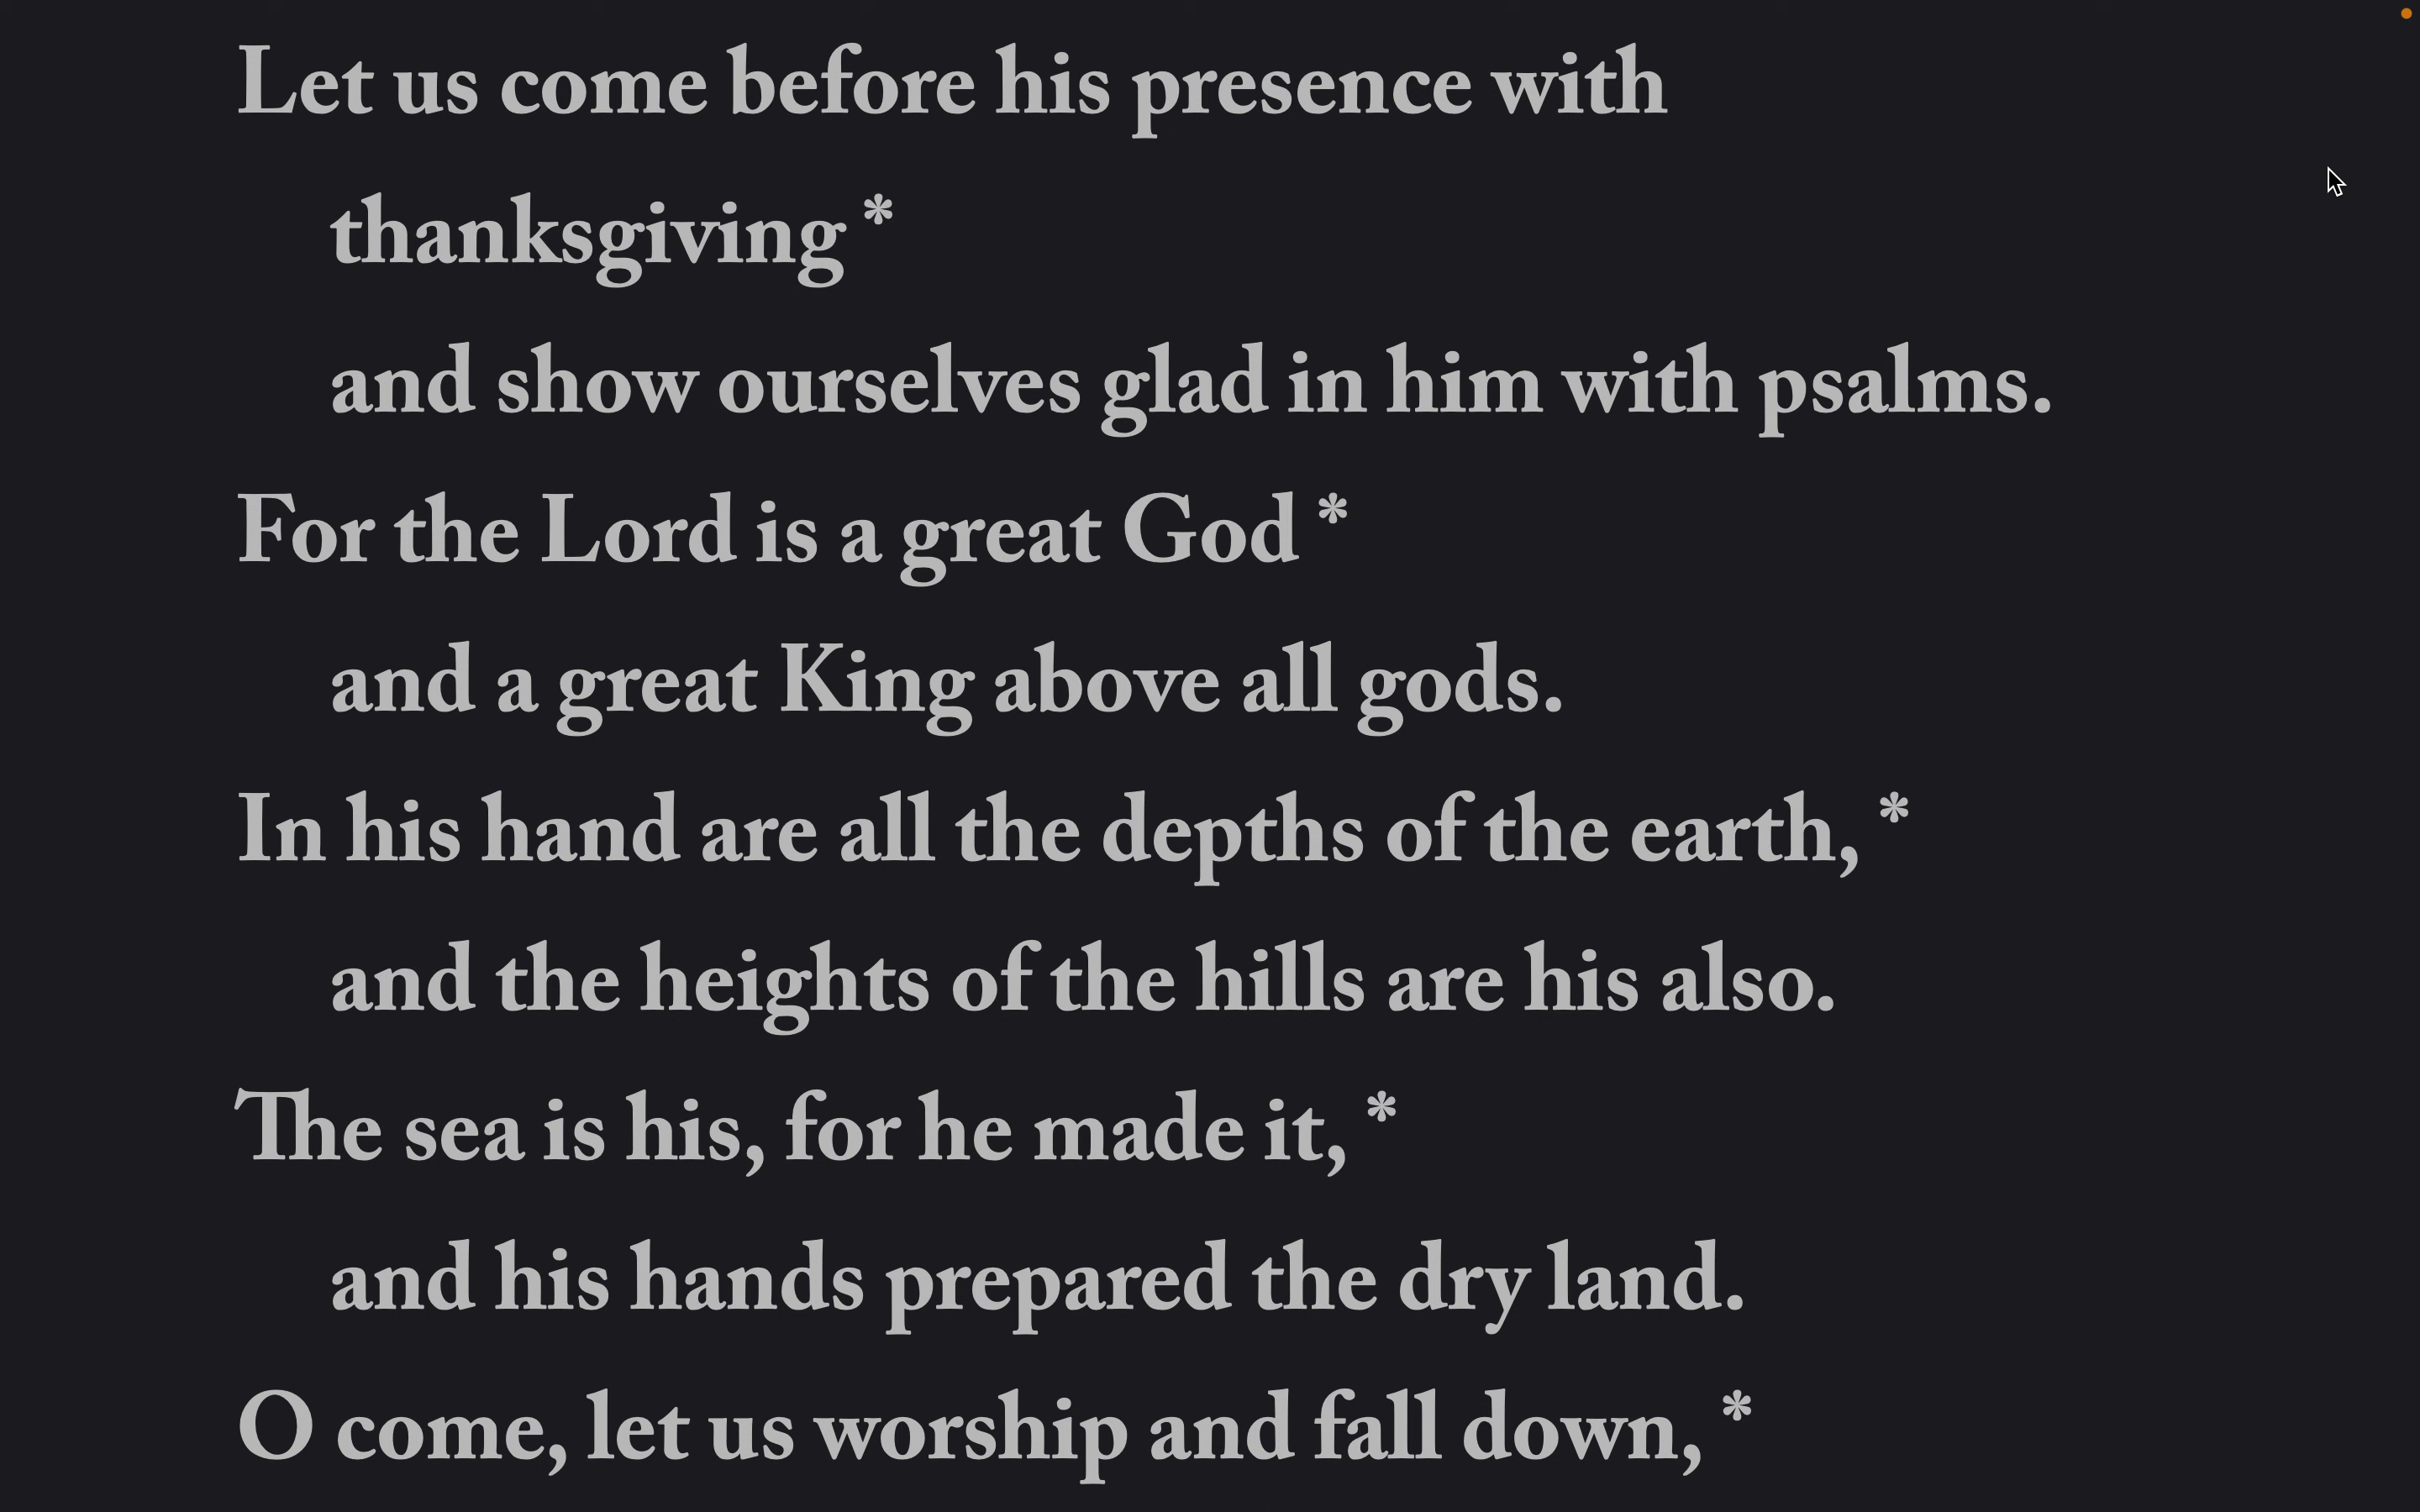 Let us come before his presence with
thanksgiving *
and show ourselves glad in him with psalms.
For the Lord is a great God *
and a great King above all gods.
In his hand are all the depths of the earth, *
and the heights of the hills are his also.
The sea is his, for he made it, *
and his hands prepared the dry land.
O come, let us worship and fall down, *